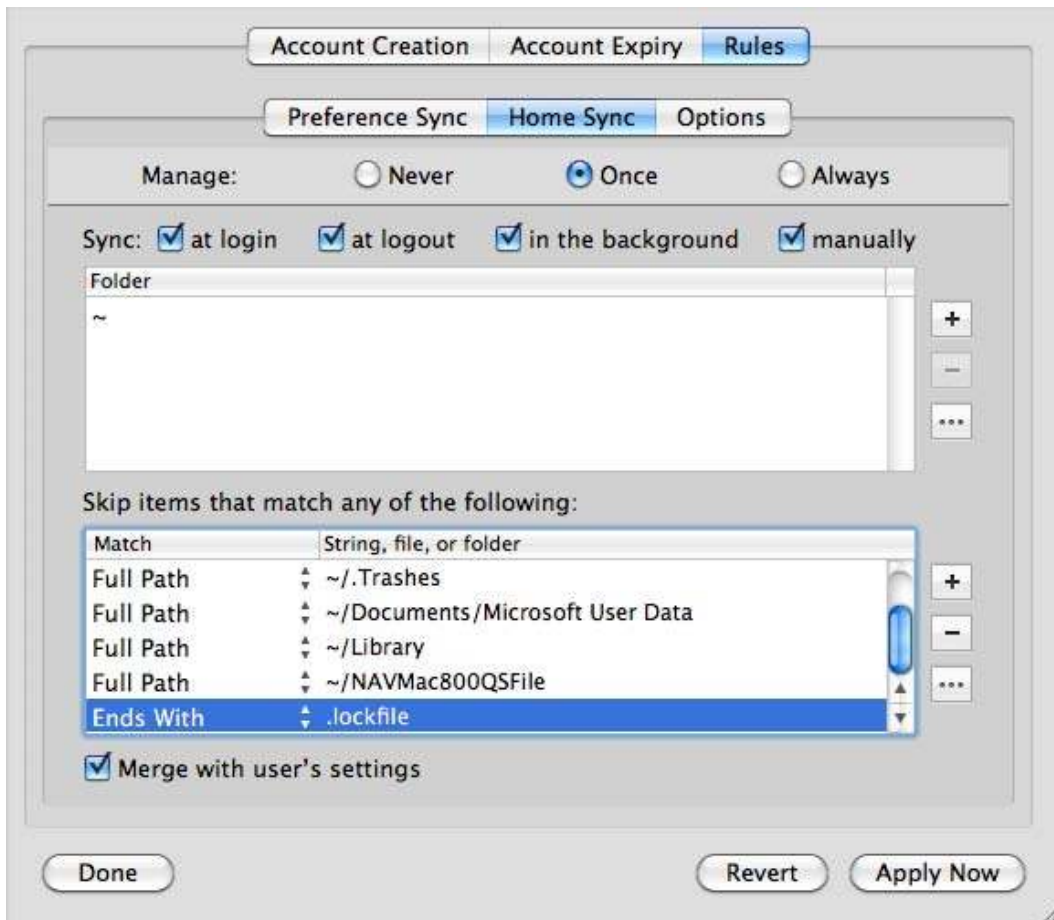 Account Creation Account Expiry Rules
Preference Sync Home Sync Options
Manage: Never Once Always
Sync: at login at logout in the background manually
Folder
~
+
−
...
Skip items that match any of the following:
Match String, file, or folder
Full Path ~/.Trashes
Full Path ~/Documents/Microsoft User Data
Full Path ~/Library
Full Path ~/NAVMac800QSFile
Ends With .lockfile
+
−
...
Merge with user's settings
Done Revert Apply Now